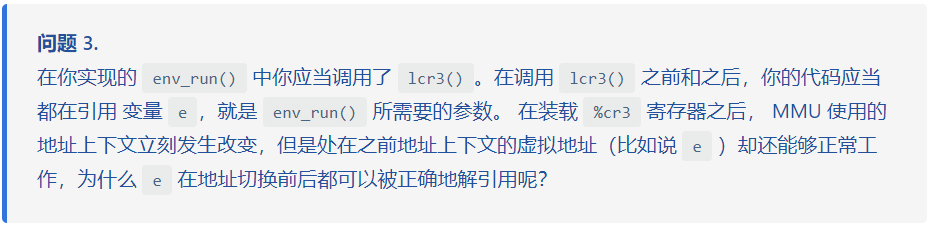 问题 3.
在你实现的 env_run() 中你应当调用了 lcr3() 。在调用 lcr3() 之前和之后，你的代码应当
都在引用 变量 e ，就是 env_run() 所需要的参数。 在装载 %cr3 寄存器之后， MMU 使用的
地址上下文立刻发生改变，但是处在之前地址上下文的虚拟地址（比如说 e ）却还能够正常工
作，为什么 e 在地址切换前后都可以被正确地解引用呢？